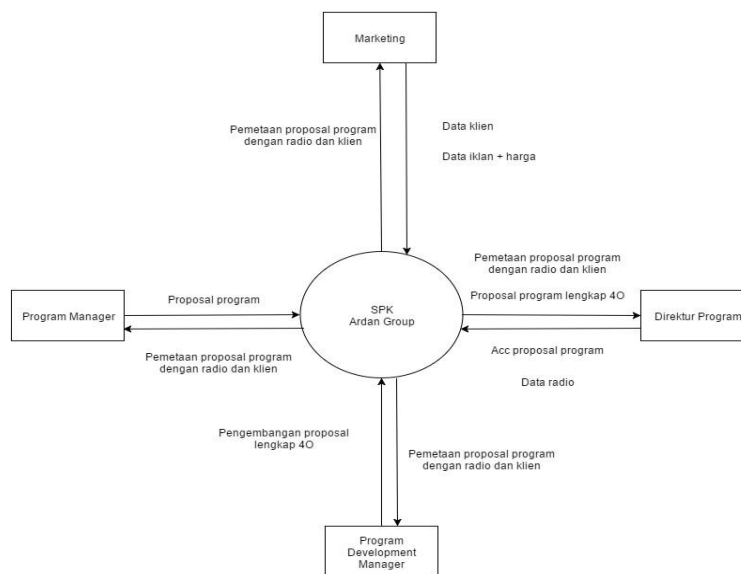 Marketing
Pemetaan proposal program
dengan radio dan klien
Data klien
Data iklan + harga
Pemetaan proposal program
dengan radio dan klien
Proposal program lengkap 4O
Program Manager
Proposal program
SPK
Ardan Group
Direktur Program
Pemetaan proposal program
dengan radio dan klien
Acc proposal program
Data radio
Pengembangan proposal
lengkap 4O
Pemetaan proposal program
dengan radio dan klien
Program
Development
Manager